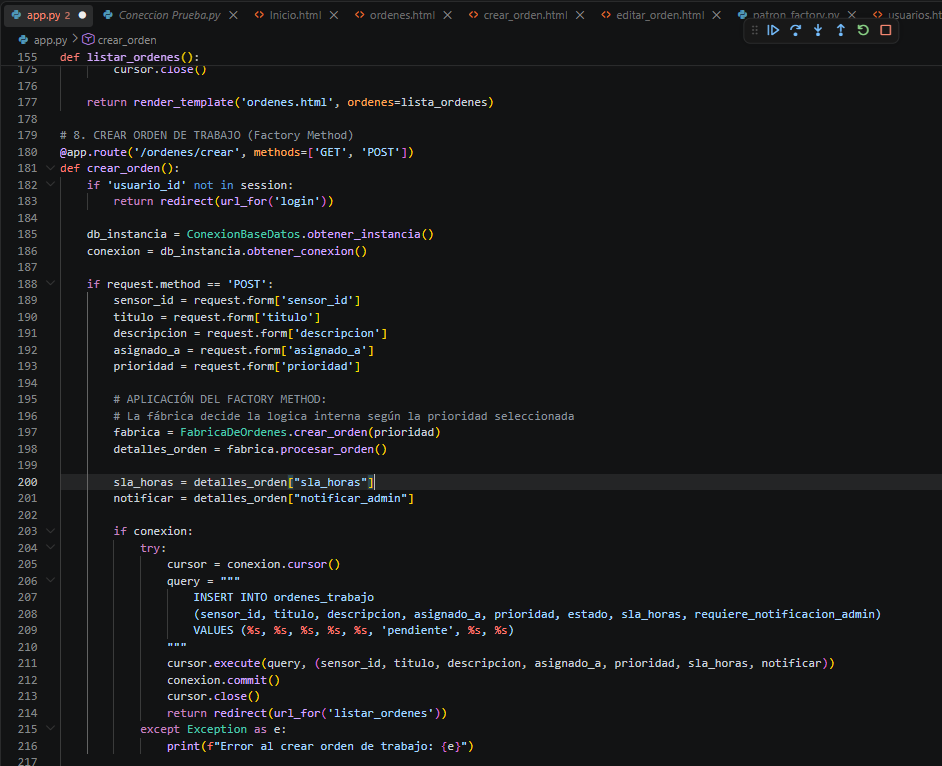 app.py 2
Coneccion Prueba.py
Inicio.html
ordenes.html
crear_orden.html
editar_orden.html
patron_factory.py
usuarios.ht
app.py > crear_orden
155 def listar_ordenes():
175 cursor.close()
176
177 return render_template('ordenes.html', ordenes=lista_ordenes)
178
179 # 8. CREAR ORDEN DE TRABAJO (Factory Method)
180 @app.route('/ordenes/crear', methods=['GET', 'POST'])
181 def crear_orden():
182 if 'usuario_id' not in session:
183 return redirect(url_for('login'))
184
185 db_instancia = ConexionBaseDatos.obtener_instancia()
186 conexion = db_instancia.obtener_conexion()
187
188 if request.method == 'POST':
189 sensor_id = request.form['sensor_id']
190 titulo = request.form['titulo']
191 descripcion = request.form['descripcion']
192 asignado_a = request.form['asignado_a']
193 prioridad = request.form['prioridad']
194
195 # APLICACIÓN DEL FACTORY METHOD:
196 # La fábrica decide la logica interna según la prioridad seleccionada
197 fabrica = FabricaDeOrdenes.crear_orden(prioridad)
198 detalles_orden = fabrica.procesar_orden()
199
200 sla_horas = detalles_orden["sla_horas"]
201 notificar = detalles_orden["notificar_admin"]
202
203 if conexion:
204 try:
205 cursor = conexion.cursor()
206 query = """
207 INSERT INTO ordenes_trabajo
208 (sensor_id, titulo, descripcion, asignado_a, prioridad, estado, sla_horas, requiere_notificacion_admin)
209 VALUES (%s, %s, %s, %s, %s, 'pendiente', %s, %s)
210 """
211 cursor.execute(query, (sensor_id, titulo, descripcion, asignado_a, prioridad, sla_horas, notificar))
212 conexion.commit()
213 cursor.close()
214 return redirect(url_for('listar_ordenes'))
215 except Exception as e:
216 print(f"Error al crear orden de trabajo: {e}")
217